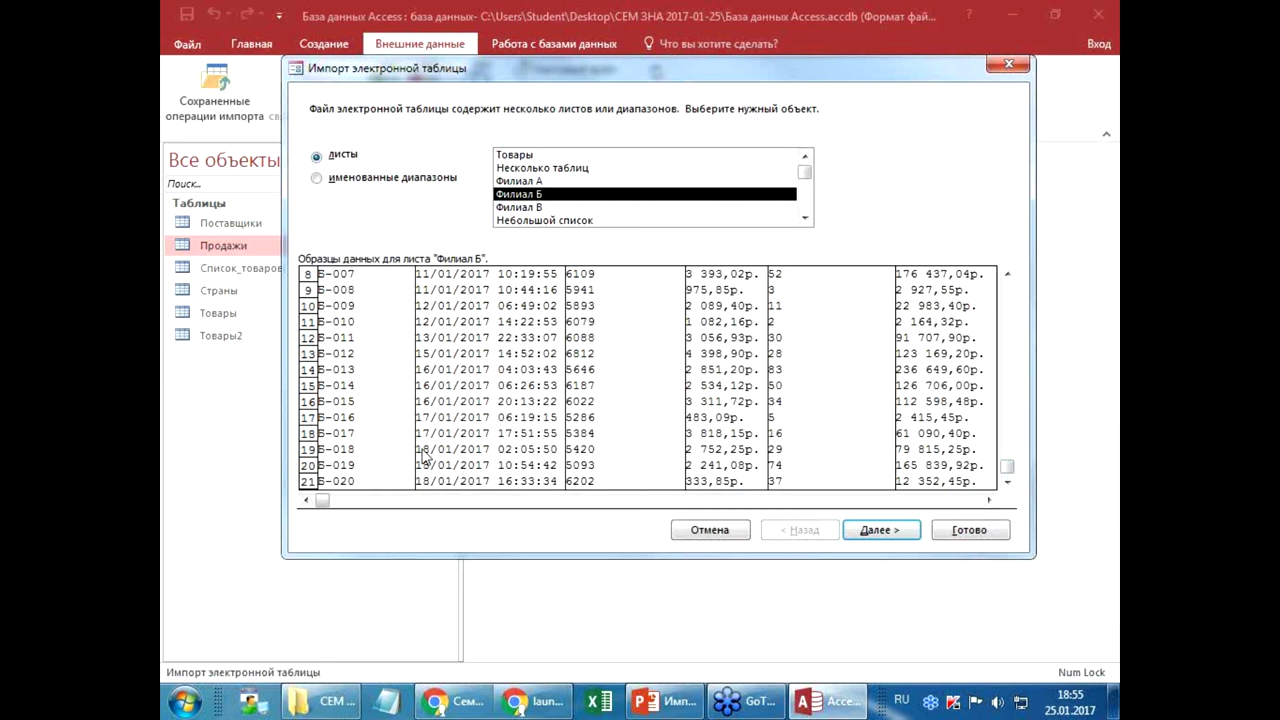 База данных Access : база данных- C:\Users\Student\Desktop\СЕМ ЗНА 2017-01-25\База данных Access.accdb (Формат фай...
Файл Главная Создание Внешние данные Работа с базами данных Что вы хотите сделать? Вход
Сохраненные
операции импорта
Все объекты
Поиск...
Таблицы
Поставщики
Продажи
Список_товаров
Страны
Товары
Товары2
Импорт электронной таблицы
Файл электронной таблицы содержит несколько листов или диапазонов. Выберите нужный объект.
листы
именованные диапазоны
Товары
Несколько таблиц
Филиал А
Филиал Б
Филиал В
Небольшой список
Образцы данных для листа "Филиал Б".
8 Б-007 11/01/2017 10:19:55 6109 3 393,02р. 52 176 437,04р.
9 Б-008 11/01/2017 10:44:16 5941 975,85р. 3 2 927,55р.
10 Б-009 12/01/2017 06:49:02 5893 2 089,40р. 11 22 983,40р.
11 Б-010 12/01/2017 14:22:53 6079 1 082,16р. 2 2 164,32р.
12 Б-011 13/01/2017 22:33:07 6088 3 056,93р. 30 91 707,90р.
13 Б-012 15/01/2017 14:52:02 6812 4 398,90р. 28 123 169,20р.
14 Б-013 16/01/2017 04:03:43 5646 2 851,20р. 83 236 649,60р.
15 Б-014 16/01/2017 06:26:53 6187 2 534,12р. 50 126 706,00р.
16 Б-015 16/01/2017 20:13:22 6022 3 311,72р. 34 112 598,48р.
17 Б-016 17/01/2017 06:19:15 5286 483,09р. 5 2 415,45р.
18 Б-017 17/01/2017 17:51:55 5384 3 818,15р. 16 61 090,40р.
19 Б-018 18/01/2017 02:05:50 5420 2 752,25р. 29 79 815,25р.
20 Б-019 18/01/2017 10:54:42 5093 2 241,08р. 74 165 839,92р.
21 Б-020 18/01/2017 16:33:34 6202 333,85р. 37 12 352,45р.
Отмена < Назад Далее > Готово
Импорт электронной таблицы Num Lock
СЕМ ... Сем... laun... Имп... GoT... Acce... RU 18:55
25.01.2017